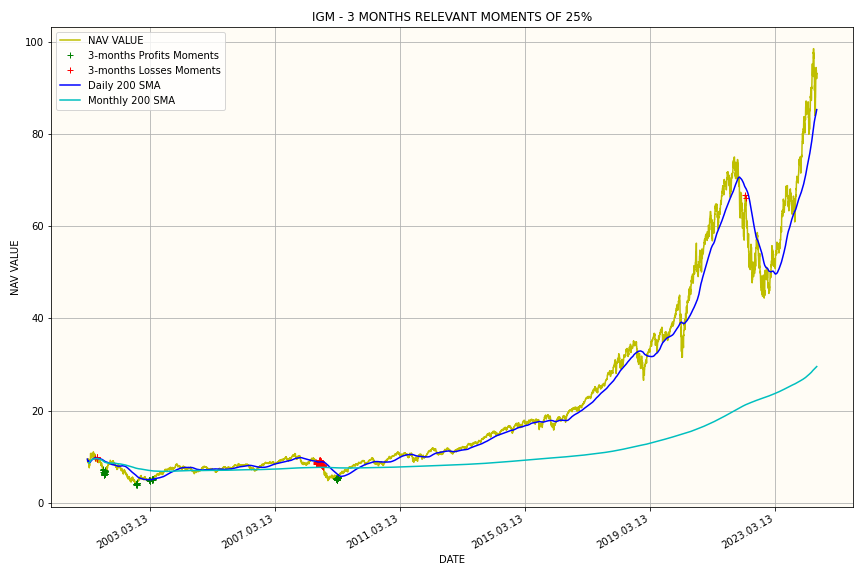 IGM - 3 MONTHS RELEVANT MOMENTS OF 25%
NAV VALUE
3-months Profits Moments
3-months Losses Moments
Daily 200 SMA
Monthly 200 SMA
100
80
60
40
20
0
NAV VALUE
2003.03.13
2007.03.13
2011.03.13
2015.03.13
2019.03.13
2023.03.13
DATE